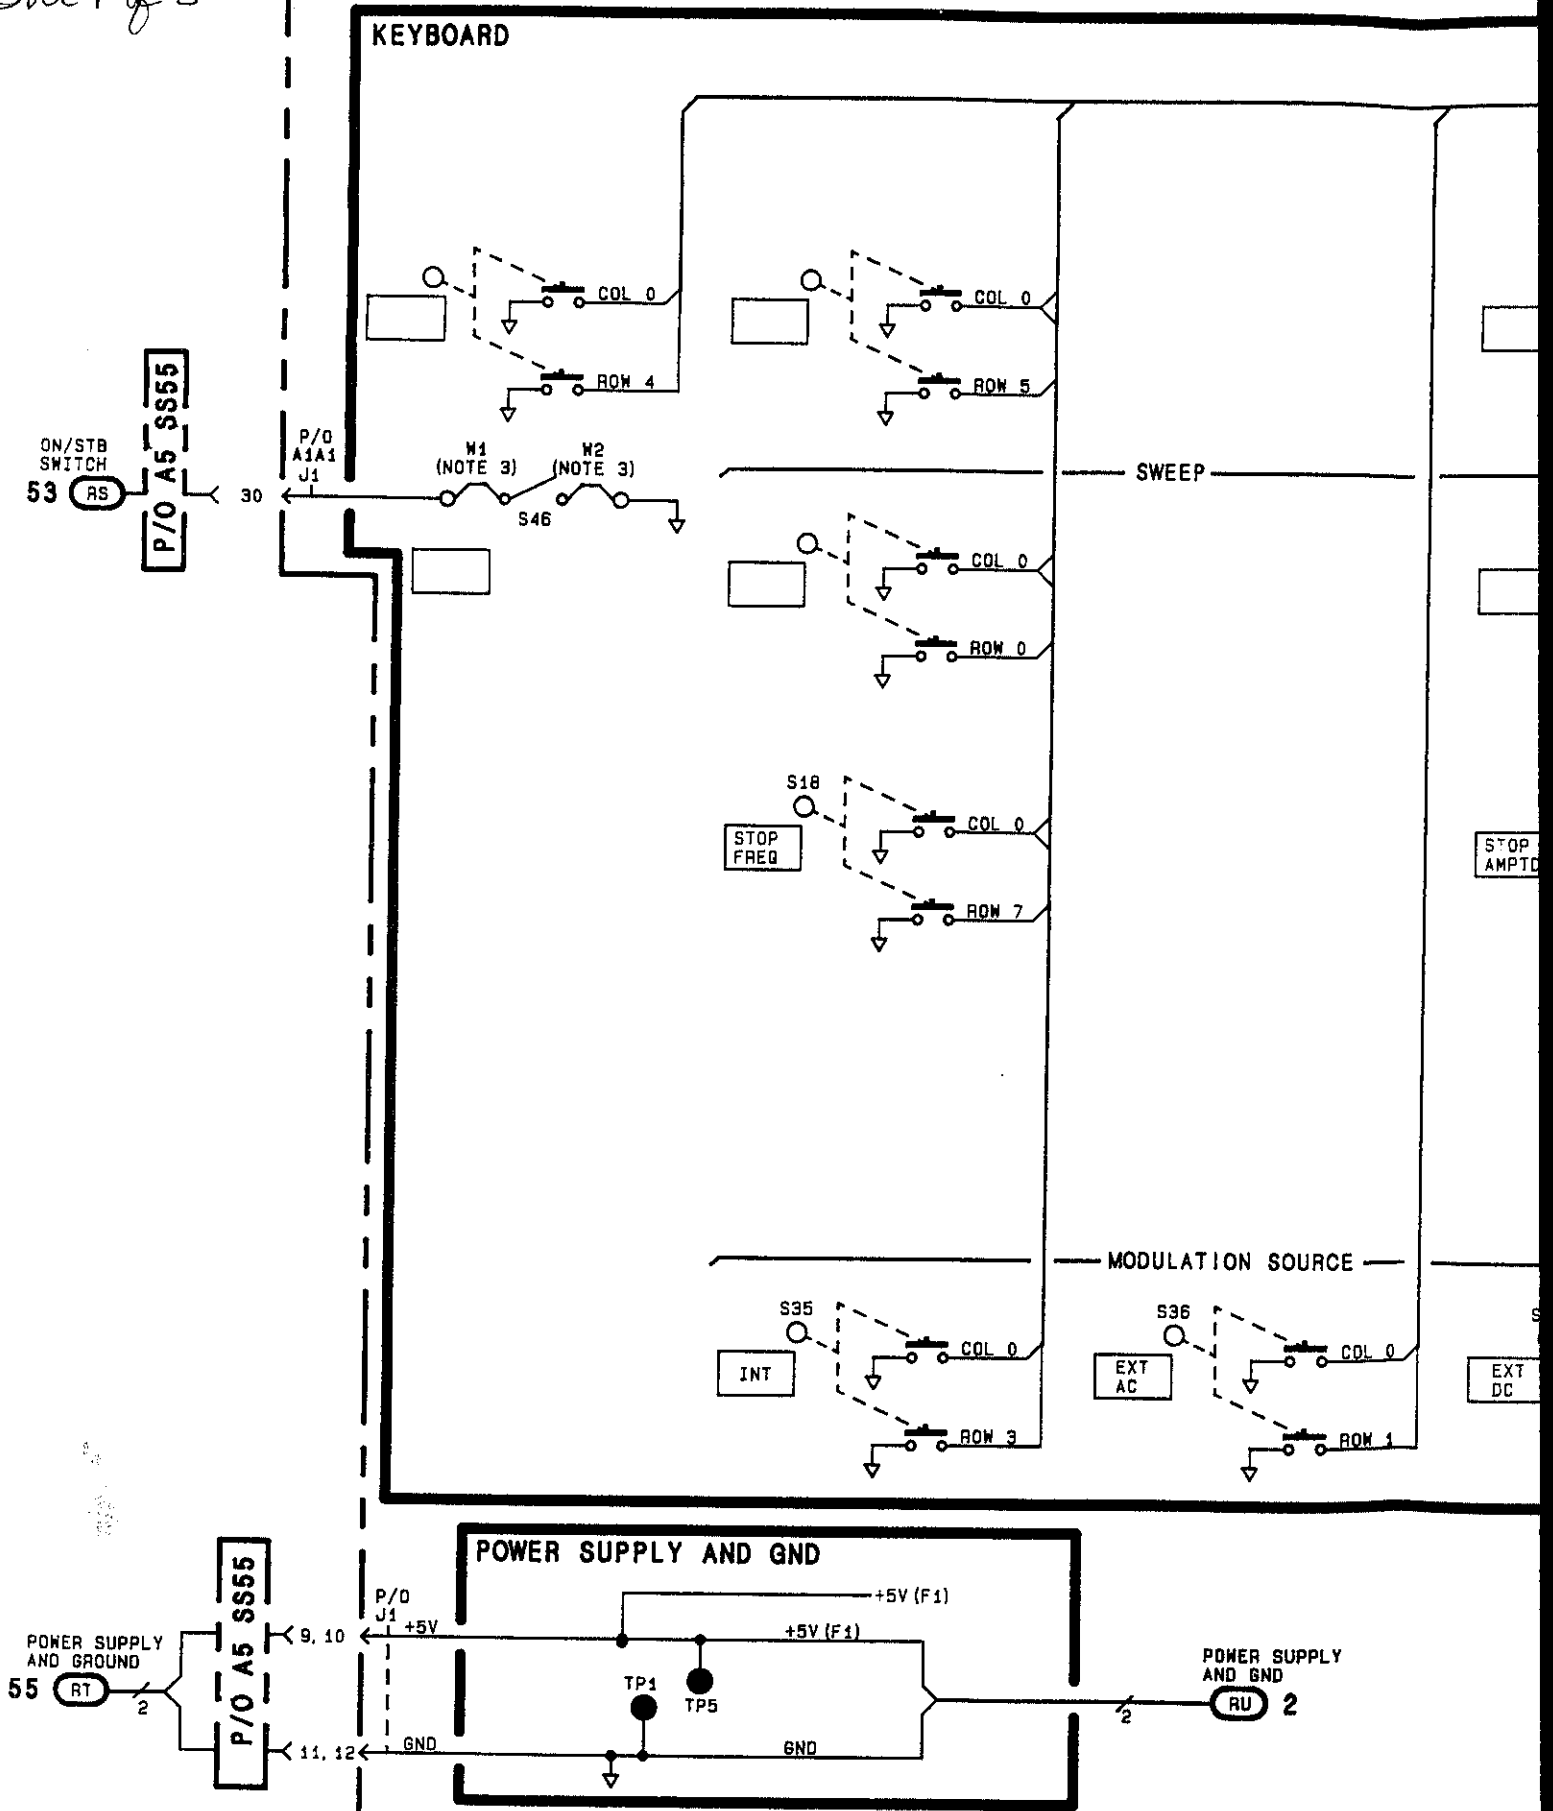 KEYBOARD
COL 0
COL 0
ROW 4
ROW 5
P/O A5 SS55
ON/STB
SWITCH
53 RS
30
P/O
A1A1
J1
W1
(NOTE 3)
W2
(NOTE 3)
S46
SWEEP
COL 0
ROW 0
S18
STOP
FREQ
COL 0
ROW 7
STOP
AMPTD
MODULATION SOURCE
S35
INT
COL 0
ROW 3
S36
EXT
AC
COL 0
ROW 1
S
EXT
DC
POWER SUPPLY AND GND
P/O A5 SS55
POWER SUPPLY
AND GROUND
55 RT
2
9, 10
11, 12
P/O
J1
+5V
+5V (F1)
+5V (F1)
TP1
TP5
GND
GND
POWER SUPPLY
AND GND
2
RU 2